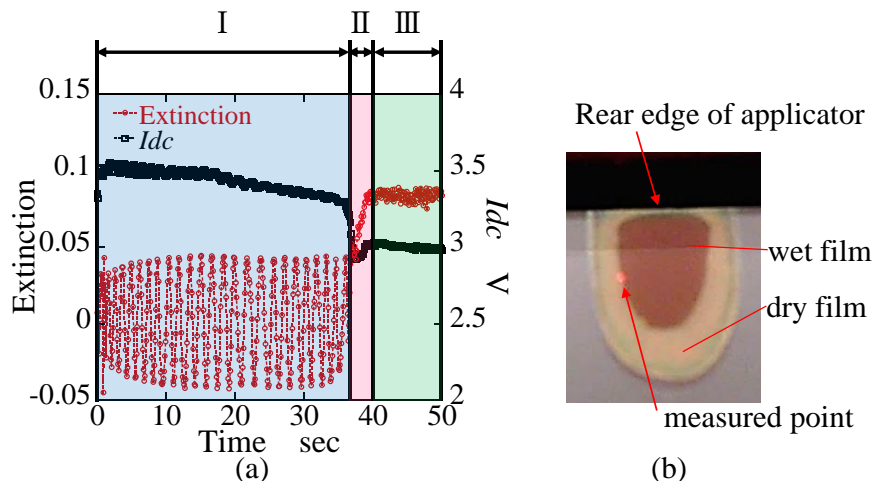 Ⅰ Ⅱ Ⅲ
0.15
0.1
0.05
0
-0.05
Extinction
Extinction
Idc
4
3.5
3
2.5
2
Idc V
0 10 20 30 40 50
Time sec
(a)
Rear edge of applicator
wet film
dry film
measured point
(b)